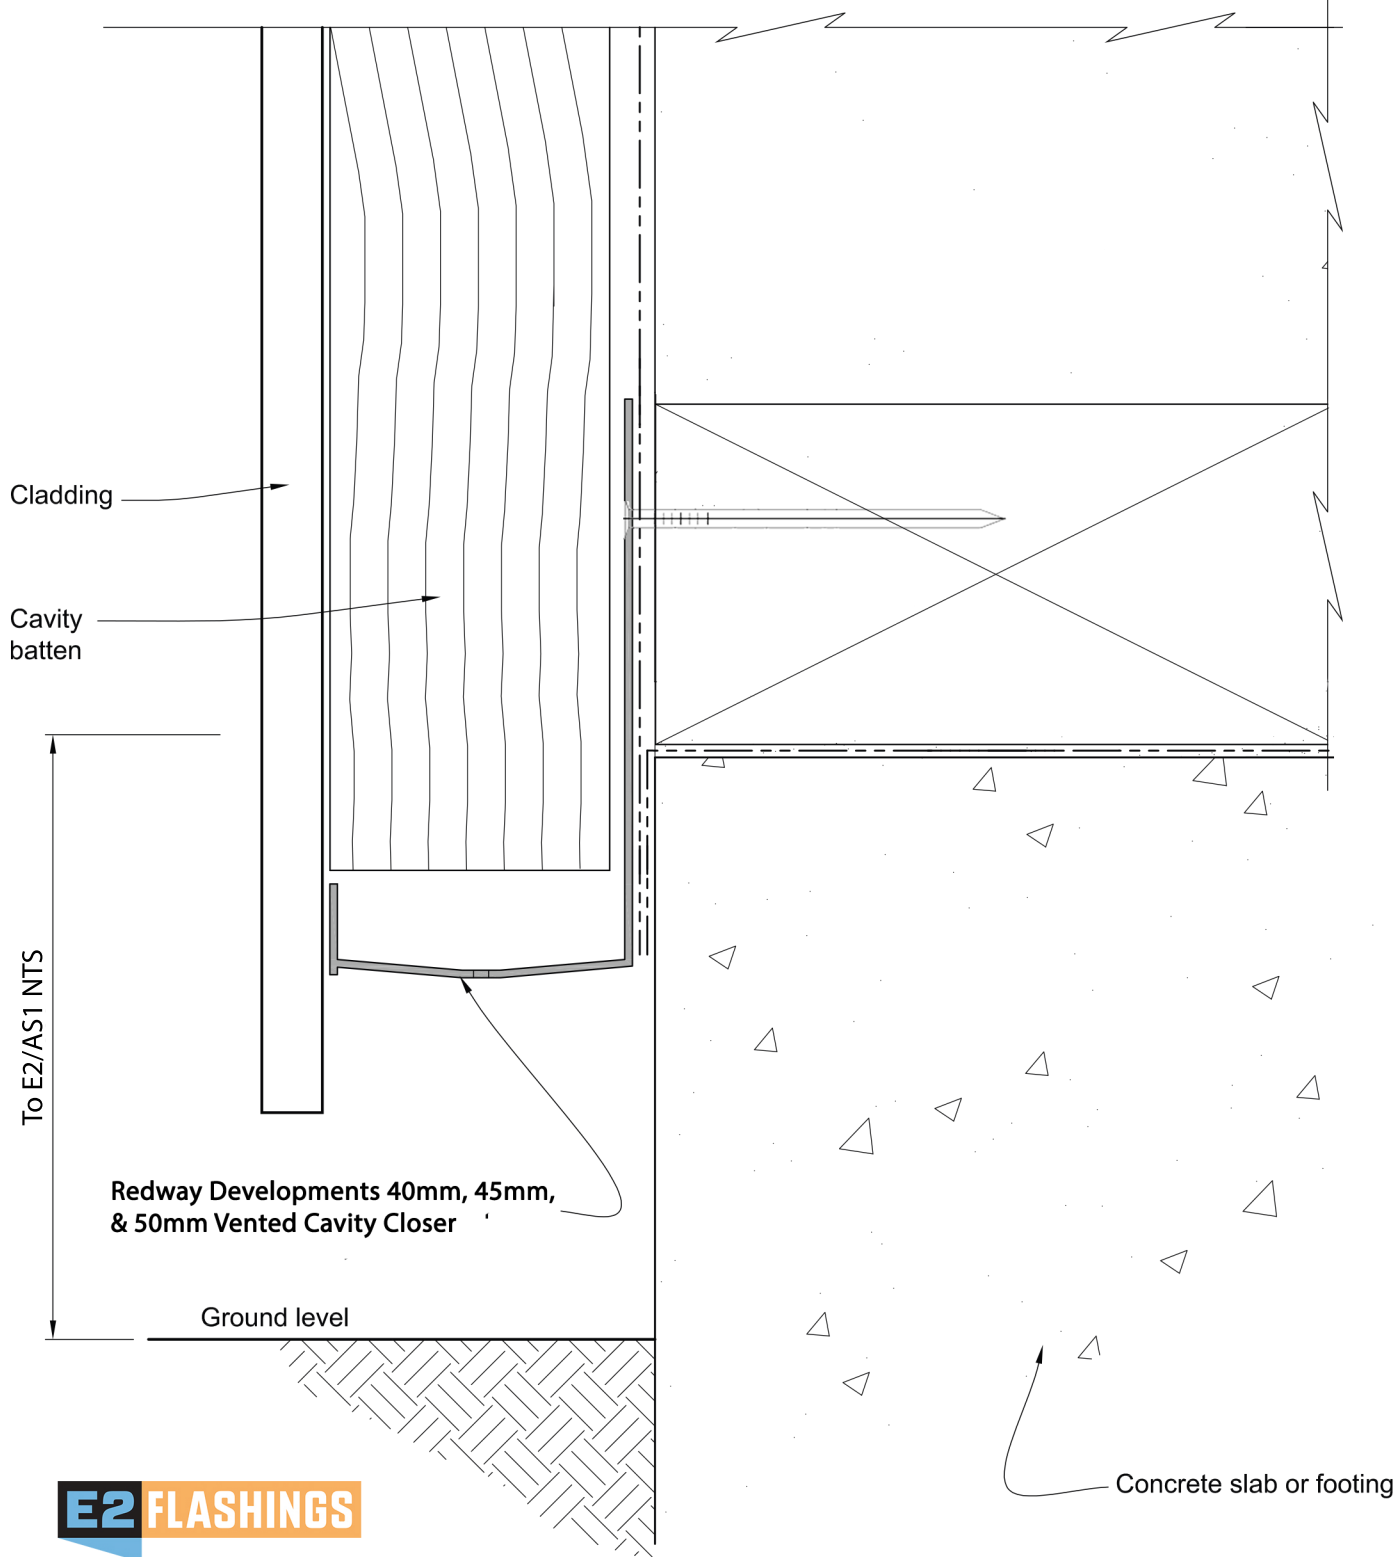 Cladding
Cavity
batten
To E2/AS1 NTS
Redway Developments 40mm, 45mm,
& 50mm Vented Cavity Closer
Ground level
Concrete slab or footing
E2 FLASHINGS